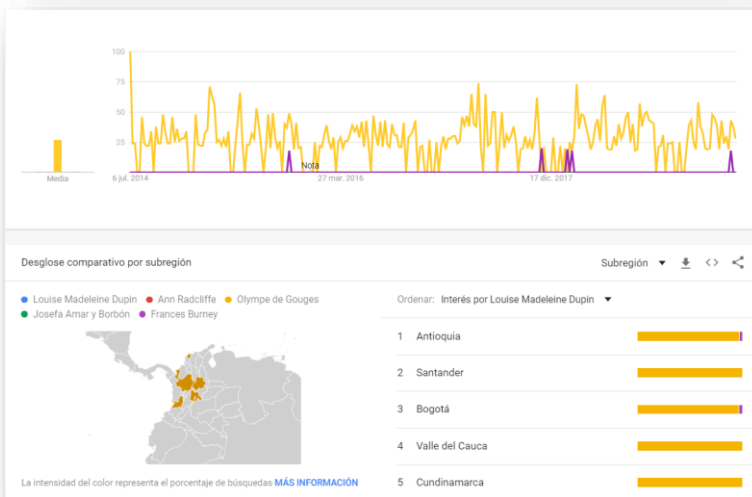 100
75
50
25
Nota
Media
6 jul. 2014
27 mar. 2016
17 dic. 2017
Desglose comparativo por subregión
Subregión
Louise Madeleine Dupin
Ann Radcliffe
Olympe de Gouges
Josefa Amar y Borbón
Frances Burney
Ordenar: Interés por Louise Madeleine Dupin
1 Antioquia
2 Santander
3 Bogotá
4 Valle del Cauca
5 Cundinamarca
La intensidad del color representa el porcentaje de búsquedas MÁS INFORMACIÓN